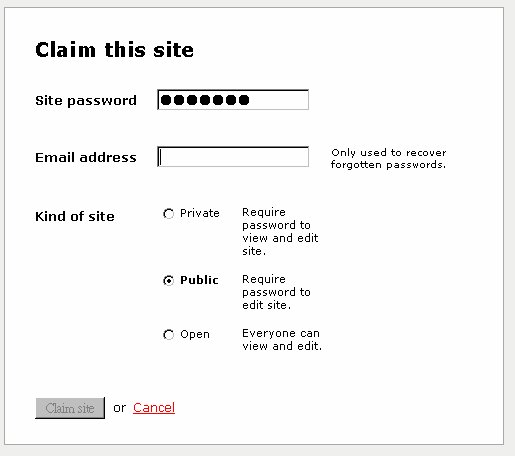 Claim this site
Site password ●●●●●●●
Email address
Only used to recover
forgotten passwords.
Kind of site
Private
Require
password to
view and edit
site.
Public
Require
password to
edit site.
Open
Everyone can
view and edit.
Claim site or Cancel